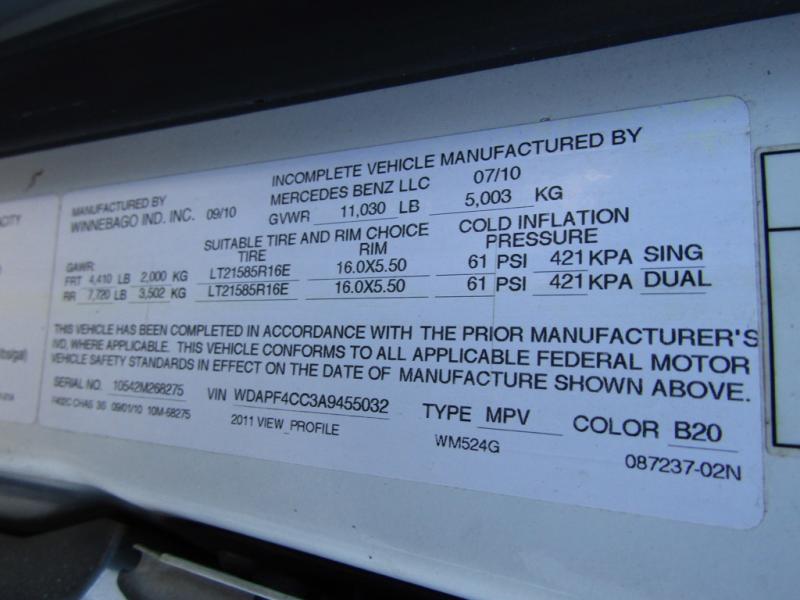 MANUFACTURED BY
WINNEBAGO IND. INC. 09/10
INCOMPLETE VEHICLE MANUFACTURED BY
MERCEDES BENZ LLC 07/10
GVWR 11,030 LB 5,003 KG
SUITABLE TIRE AND RIM CHOICE COLD INFLATION
GAWR: TIRE RIM PRESSURE
FRT 4,410 LB 2,000 KG LT21585R16E 16.0X5.50 61 PSI 421 KPA SING
RR 7,720 LB 3,502 KG LT21585R16E 16.0X5.50 61 PSI 421 KPA DUAL
THIS VEHICLE HAS BEEN COMPLETED IN ACCORDANCE WITH THE PRIOR MANUFACTURER'S
IVD, WHERE APPLICABLE. THIS VEHICLE CONFORMS TO ALL APPLICABLE FEDERAL MOTOR
VEHICLE SAFETY STANDARDS IN EFFECT ON THE DATE OF MANUFACTURE SHOWN ABOVE.
SERIAL NO. 10542M268275 VIN WDAPF4CC3A9455032 TYPE MPV COLOR B20
CHAS 3G 09/01/10 10M-68275 2011 VIEW_PROFILE WM524G 087237-02N